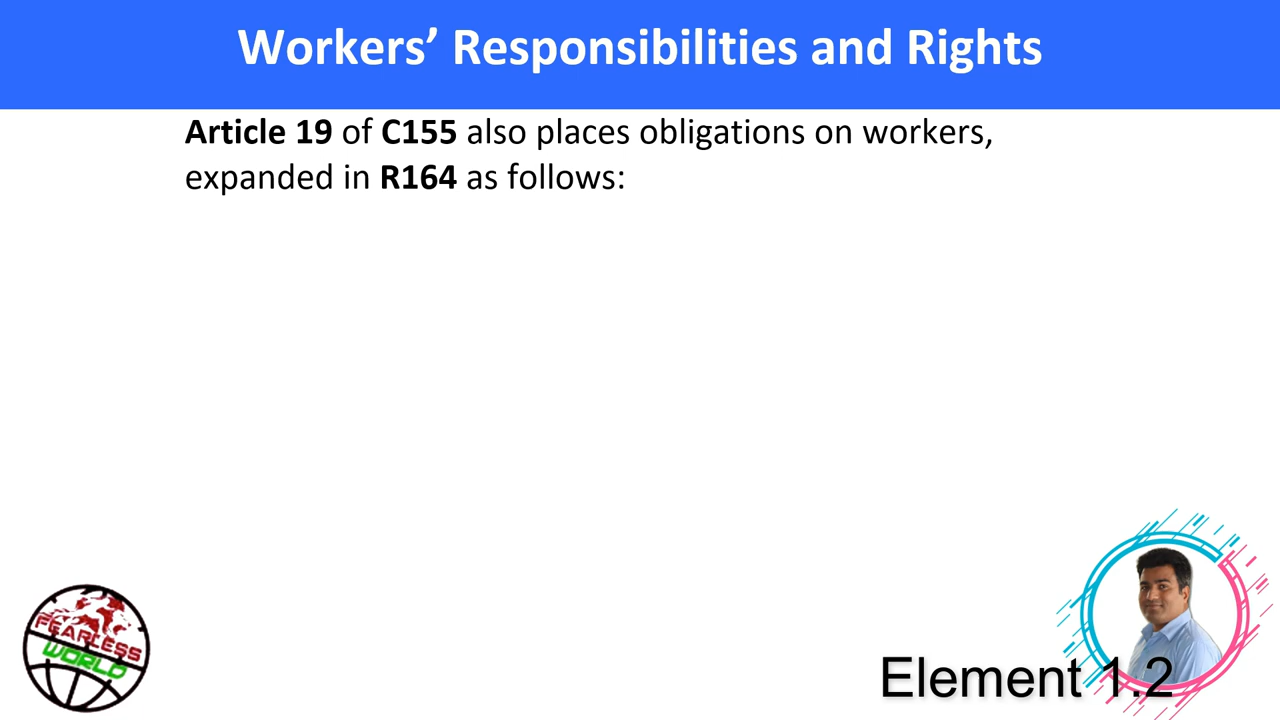 Workers’ Responsibilities and Rights
Article 19 of C155 also places obligations on workers,
expanded in R164 as follows:
FEARLESS
WORLD
Element 1.2